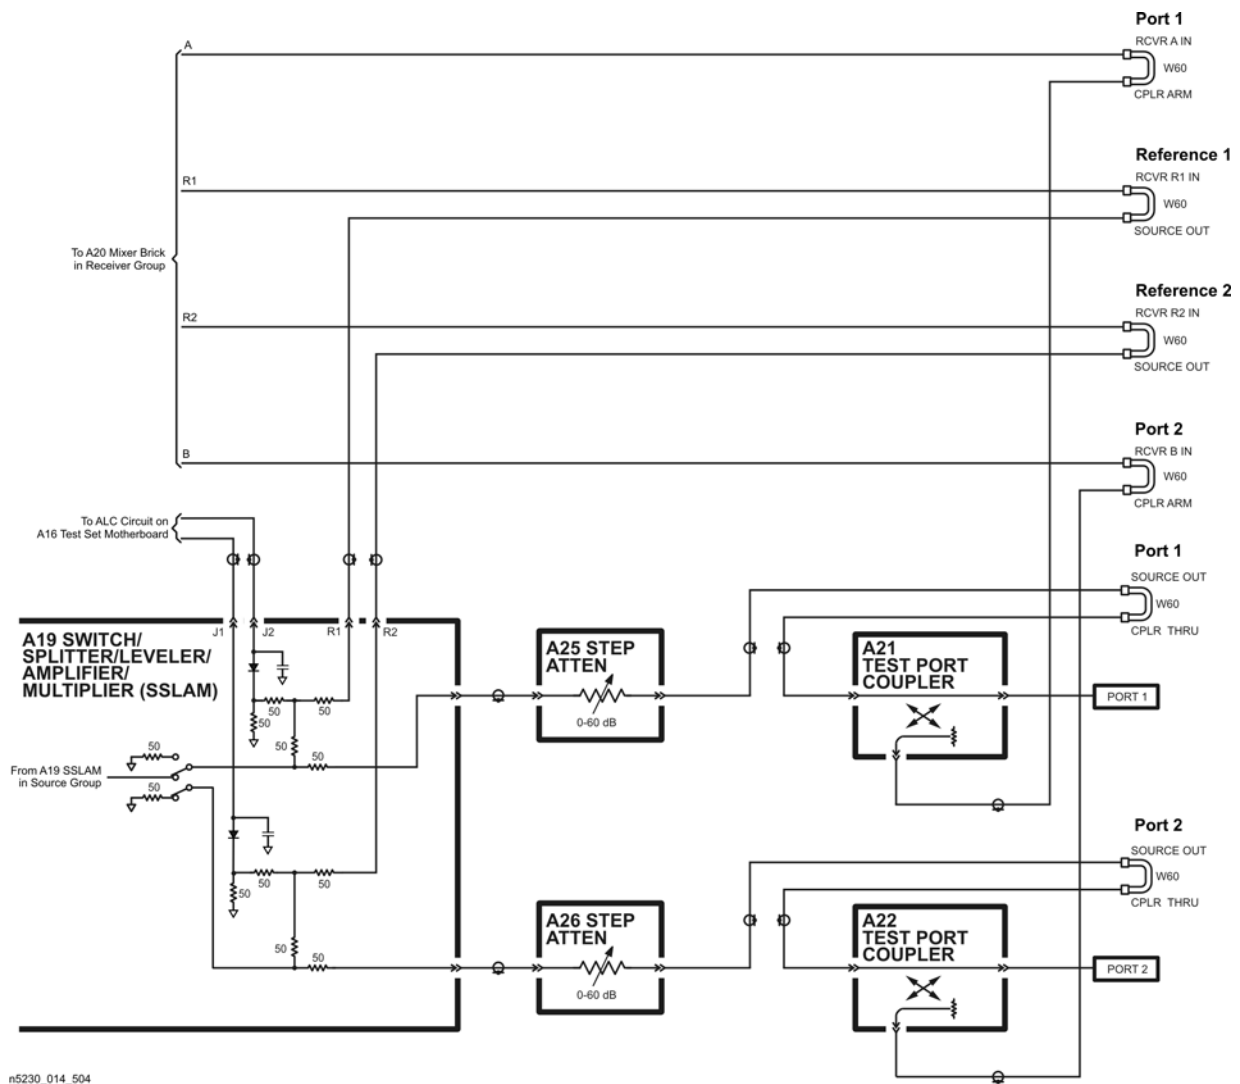 Port 1
RCVR A IN
W60
CPLR ARM
A
Reference 1
RCVR R1 IN
W60
SOURCE OUT
R1
To A20 Mixer Brick
in Receiver Group
Reference 2
RCVR R2 IN
W60
SOURCE OUT
R2
Port 2
RCVR B IN
W60
CPLR ARM
B
To ALC Circuit on
A16 Test Set Motherboard
Port 1
SOURCE OUT
W60
CPLR THRU
J1
J2
R1
R2
A19 SWITCH/
SPLITTER/LEVELER/
AMPLIFIER/
MULTIPLIER (SSLAM)
50
50
50
50
50
50
50
From A19 SSLAM
in Source Group
A25 STEP
ATTEN
0-60 dB
A21
TEST PORT
COUPLER
PORT 1
50
50
50
50
50
Port 2
SOURCE OUT
W60
CPLR THRU
A26 STEP
ATTEN
0-60 dB
A22
TEST PORT
COUPLER
PORT 2
n5230_014_504